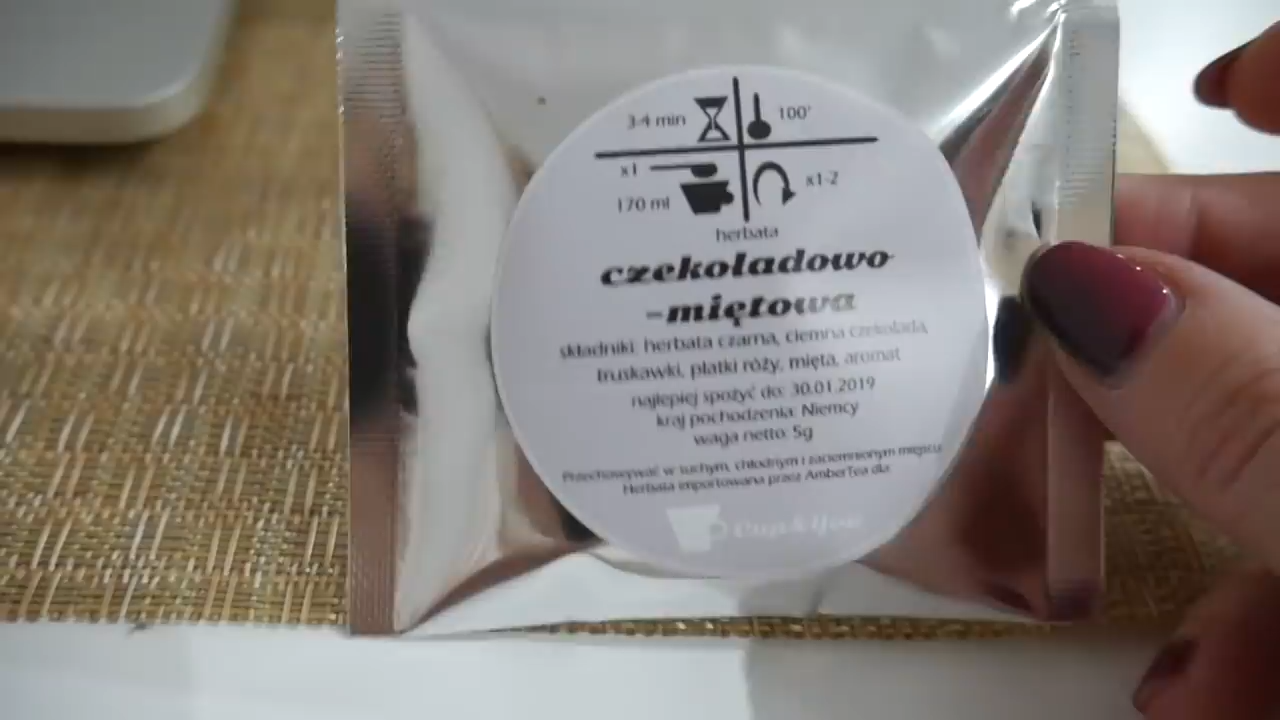 3-4 min 100°
x1
170 ml x1-2
herbata
czekoladowo
-miętowa
składniki: herbata czarna, ciemna czekolada,
truskawki, płatki róży, mięta, aromat
najlepiej spożyć do: 30.01.2019
kraj pochodzenia: Niemcy
waga netto: 5g
Przechowywać w suchym, chłodnym i zaciemnionym miejscu
Herbata importowana przez AmberTea dla:
Cup&You